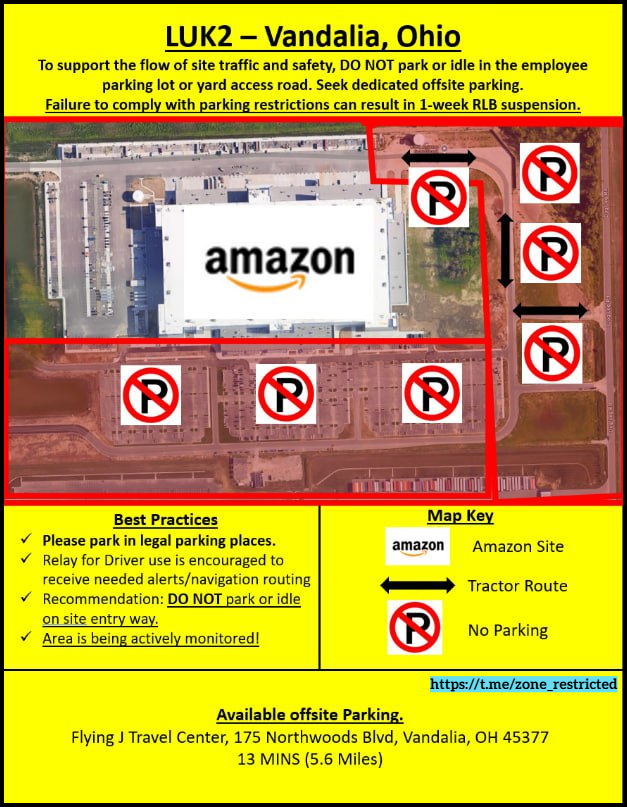 LUK2 – Vandalia, Ohio
To support the flow of site traffic and safety, DO NOT park or idle in the employee
parking lot or yard access road. Seek dedicated offsite parking.
Failure to comply with parking restrictions can result in 1-week RLB suspension.
P
P
amazon
P
P
P
P
P
Best Practices
✓ Please park in legal parking places.
✓ Relay for Driver use is encouraged to
receive needed alerts/navigation routing
✓ Recommendation: DO NOT park or idle
on site entry way.
✓ Area is being actively monitored!
Map Key
amazon Amazon Site
Tractor Route
P No Parking
https://t.me/zone_restricted
Available offsite Parking.
Flying J Travel Center, 175 Northwoods Blvd, Vandalia, OH 45377
13 MINS (5.6 Miles)